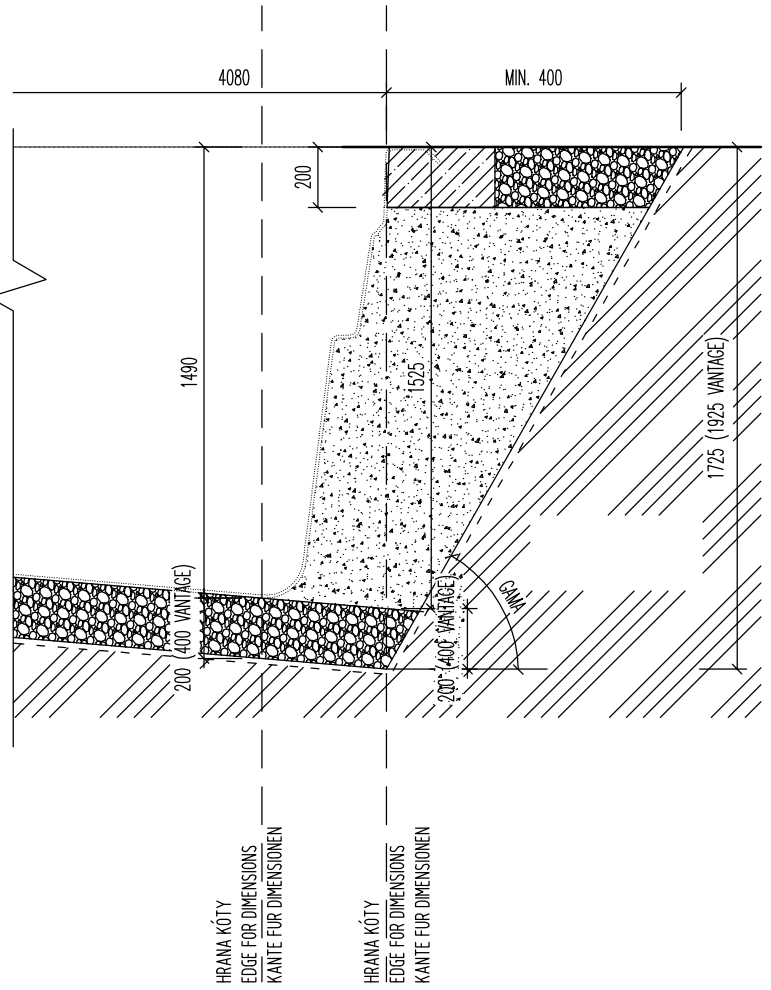 4080
MIN. 400
200
1490
1525
1725 (1925 VANTAGE)
200 (400 VANTAGE)
200 (400 VANTAGE)
GAMA
HRANA KÓTY
EDGE FOR DIMENSIONS
KANTE FUR DIMENSIONEN
HRANA KÓTY
EDGE FOR DIMENSIONS
KANTE FUR DIMENSIONEN